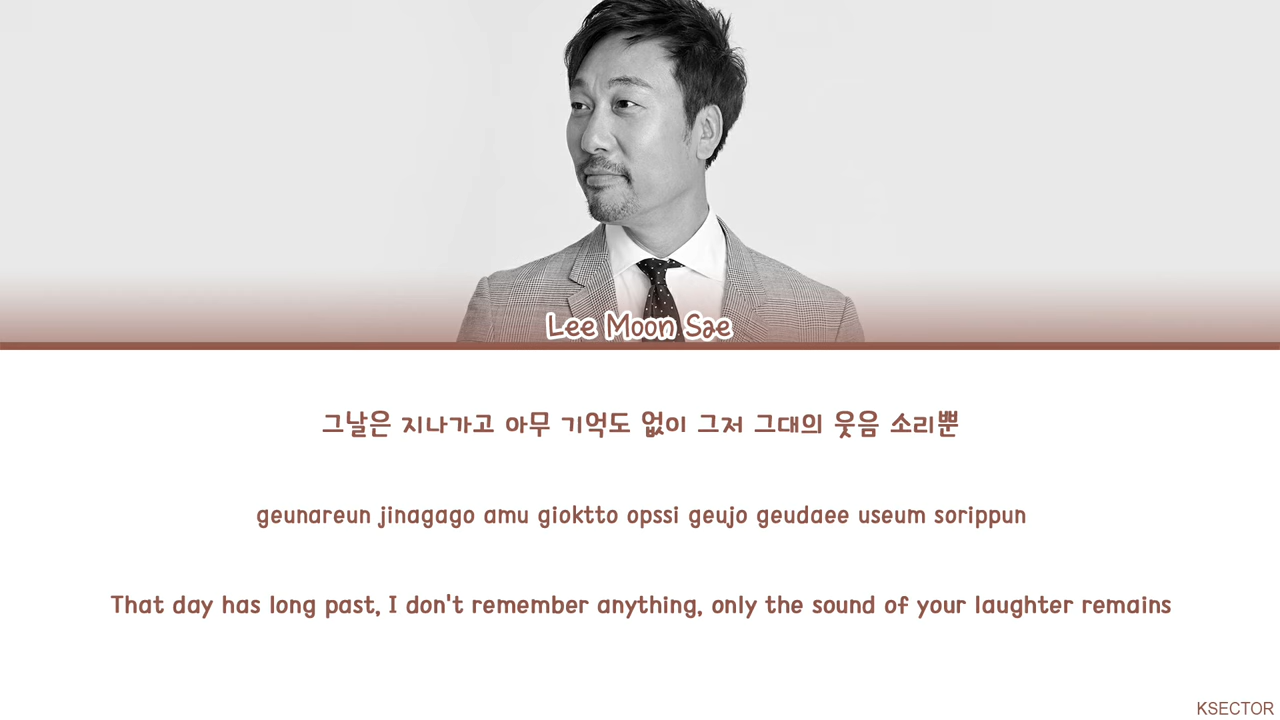 Lee Moon Sae
그날은 지나가고 아무 기억도 없이 그저 그대의 웃음 소리뿐
geunareun jinagago amu gioktto opssi geujo geudaee useum sorippun
That day has long past, I don't remember anything, only the sound of your laughter remains
KSECTOR